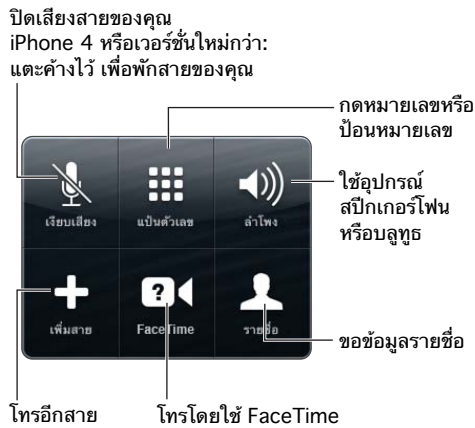 ปิดเสียงสายของคุณ
iPhone 4 หรือเวอร์ชั่นใหม่กว่า:
แตะค้างไว้ เพื่อพักสายของคุณ
กดหมายเลขหรือ
ป้อนหมายเลข
ใช้อุปกรณ์
สปีกเกอร์โฟน
หรือบลูทูธ
เงียบเสียง
แป้นตัวเลข
ลำโพง
เพิ่มสาย
FaceTime
รายชื่อ
ขอข้อมูลรายชื่อ
โทรอีกสาย
โทรโดยใช้ FaceTime